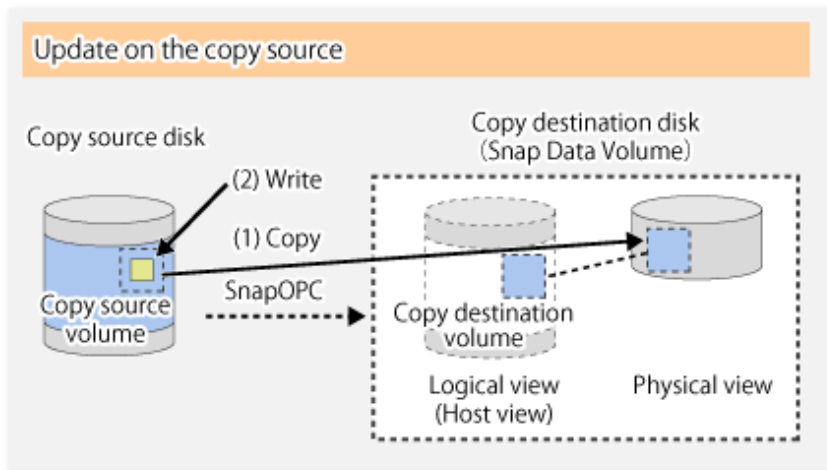 Update on the copy source
Copy source disk
Copy destination disk
(Snap Data Volume)
(2) Write
(1) Copy
SnapOPC
Copy source
volume
Copy destination
volume
Logical view
(Host view)
Physical view